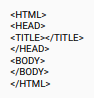 <HTML>
<HEAD>
<TITLE></TITLE>
</HEAD>
<BODY>
</BODY>
</HTML>